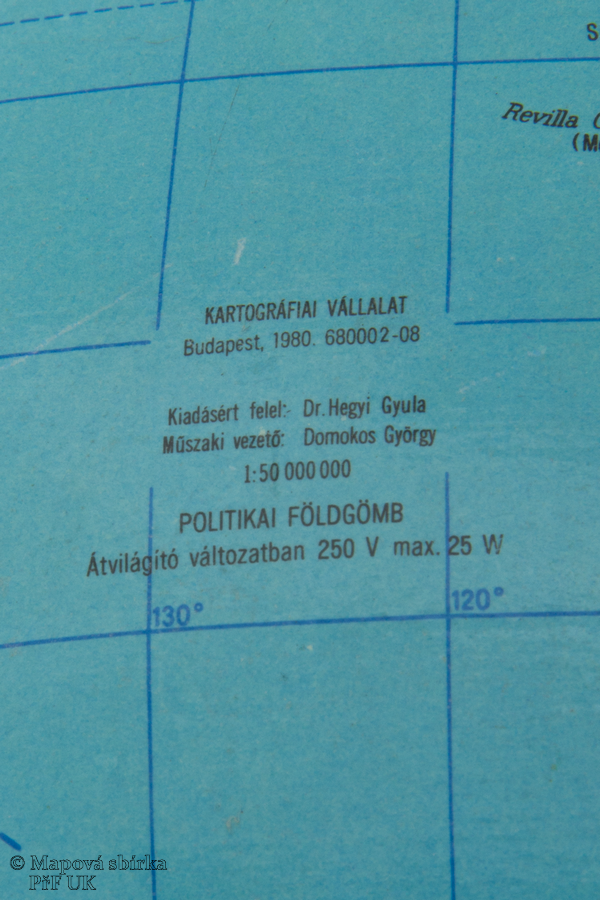 S
Revilla
KARTOGRÁFIAI VÁLLALAT
Budapest, 1980. 680002-08
Kiadásért felel: Dr. Hegyi Gyula
Műszaki vezető: Domokos György
1:50 000 000
POLITIKAI FÖLDGÖMB
Átvilágító változatban 250 V max. 25 W
130° 120°
© Mapová sbírka
PřF UK